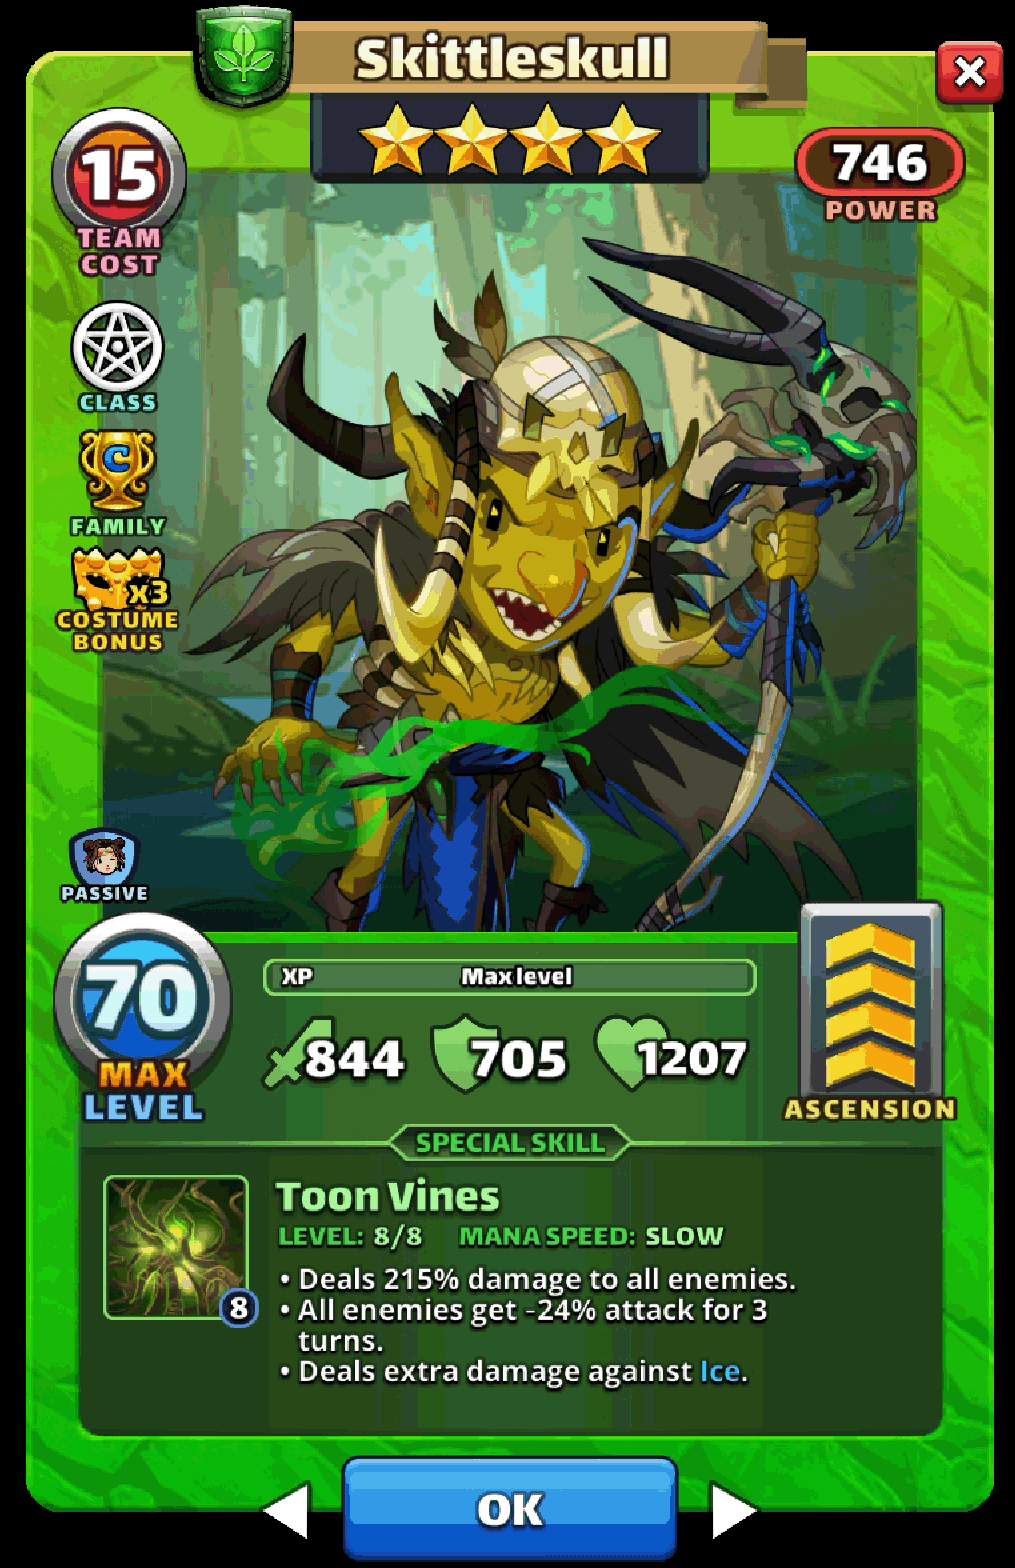 Skittleskull
15
TEAM
COST
746
POWER
CLASS
C
FAMILY
x3
COSTUME
BONUS
PASSIVE
70
MAX
LEVEL
XP Max level
844 705 1207
ASCENSION
SPECIAL SKILL
Toon Vines
LEVEL: 8/8 MANA SPEED: SLOW
8
• Deals 215% damage to all enemies.
• All enemies get -24% attack for 3
turns.
• Deals extra damage against Ice.
OK